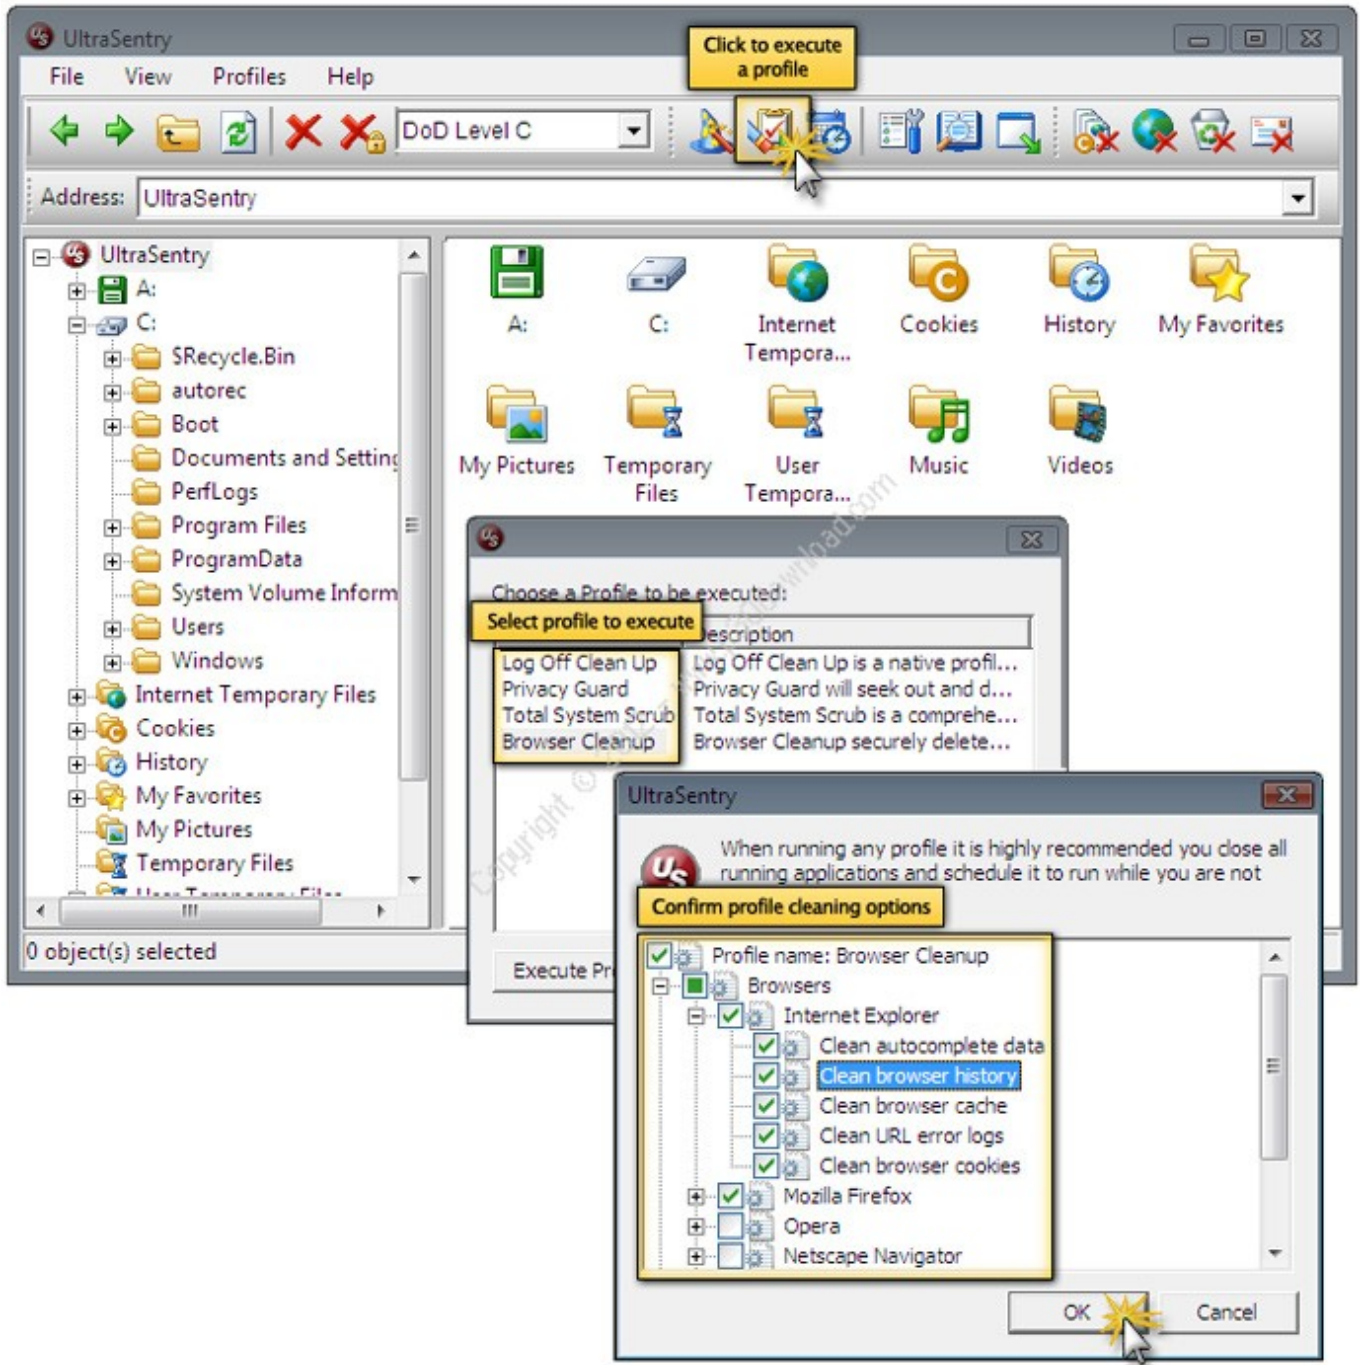 UltraSentry
Click to execute
a profile
File View Profiles Help
DoD Level C
Address: UltraSentry
UltraSentry
A:
C:
$Recycle.Bin
autorec
Boot
Documents and Setting
PerfLogs
Program Files
ProgramData
System Volume Inform
Users
Windows
Internet Temporary Files
Cookies
History
My Favorites
My Pictures
Temporary Files
User Temporary Files
0 object(s) selected
A:
C:
Internet
Tempora...
Cookies
History
My Favorites
My Pictures
Temporary
Files
User
Tempora...
Music
Videos
Choose a Profile to be executed:
Select profile to execute
Description
Log Off Clean Up Log Off Clean Up is a native profil...
Privacy Guard Privacy Guard will seek out and d...
Total System Scrub Total System Scrub is a comprehe...
Browser Cleanup Browser Cleanup securely delete...
Execute Pr
UltraSentry
When running any profile it is highly recommended you close all
running applications and schedule it to run while you are not
Confirm profile cleaning options
Profile name: Browser Cleanup
Browsers
Internet Explorer
Clean autocomplete data
Clean browser history
Clean browser cache
Clean URL error logs
Clean browser cookies
Mozilla Firefox
Opera
Netscape Navigator
OK Cancel